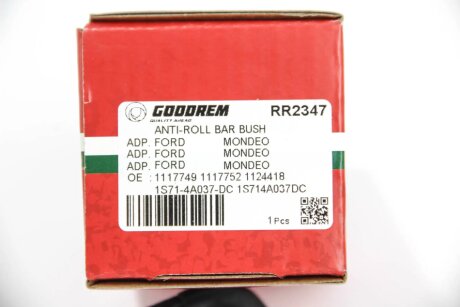 GOODREM RR2347
QUALITY AHEAD
ANTI-ROLL BAR BUSH
ADP. FORD MONDEO
ADP. FORD MONDEO
ADP. FORD MONDEO
OE : 1117749 1117752 1124418
1S71-4A037-DC 1S714A037DC
1 Pcs